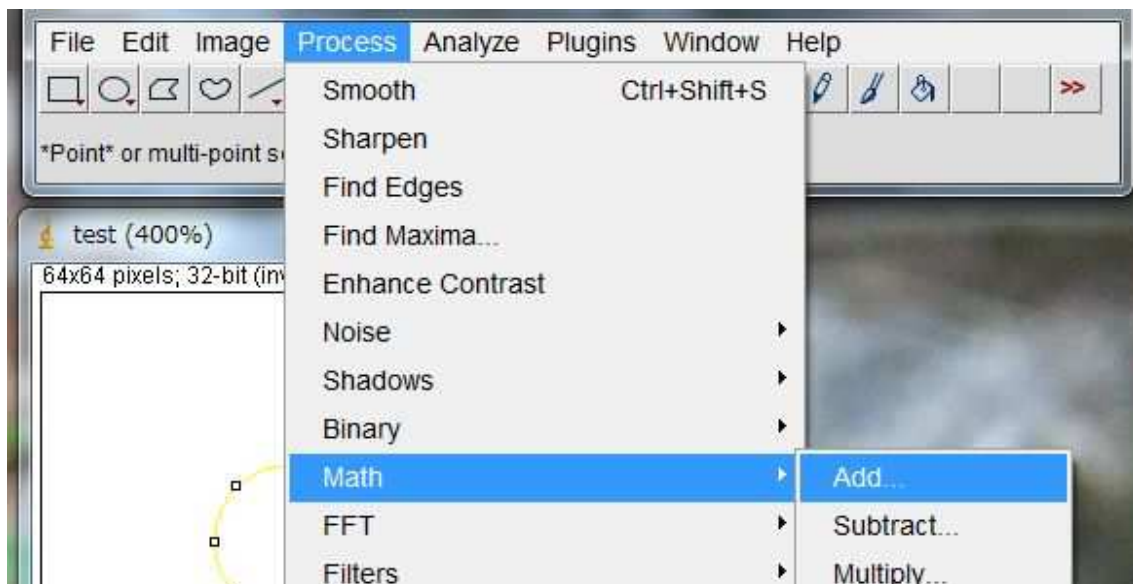 File Edit Image Process Analyze Plugins Window Help
Smooth Ctrl+Shift+S
>>
Sharpen
*Point* or multi-point s
Find Edges
test (400%)
Find Maxima...
64x64 pixels; 32-bit (in
Enhance Contrast
Noise
Shadows
Binary
Math
Add...
FFT
Subtract...
Filters
Multiply...